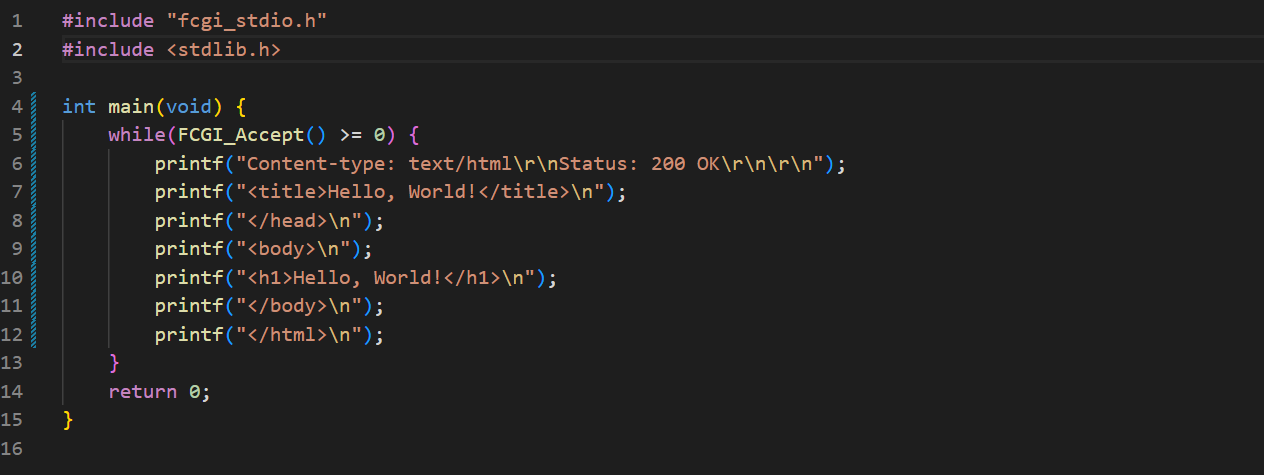 1 #include "fcgi_stdio.h"
2 #include <stdlib.h>
3
4 int main(void) {
5     while(FCGI_Accept() >= 0) {
6         printf("Content-type: text/html\r\nStatus: 200 OK\r\n\r\n");
7         printf("<title>Hello, World!</title>\n");
8         printf("</head>\n");
9         printf("<body>\n");
10         printf("<h1>Hello, World!</h1>\n");
11         printf("</body>\n");
12         printf("</html>\n");
13     }
14     return 0;
15 }
16